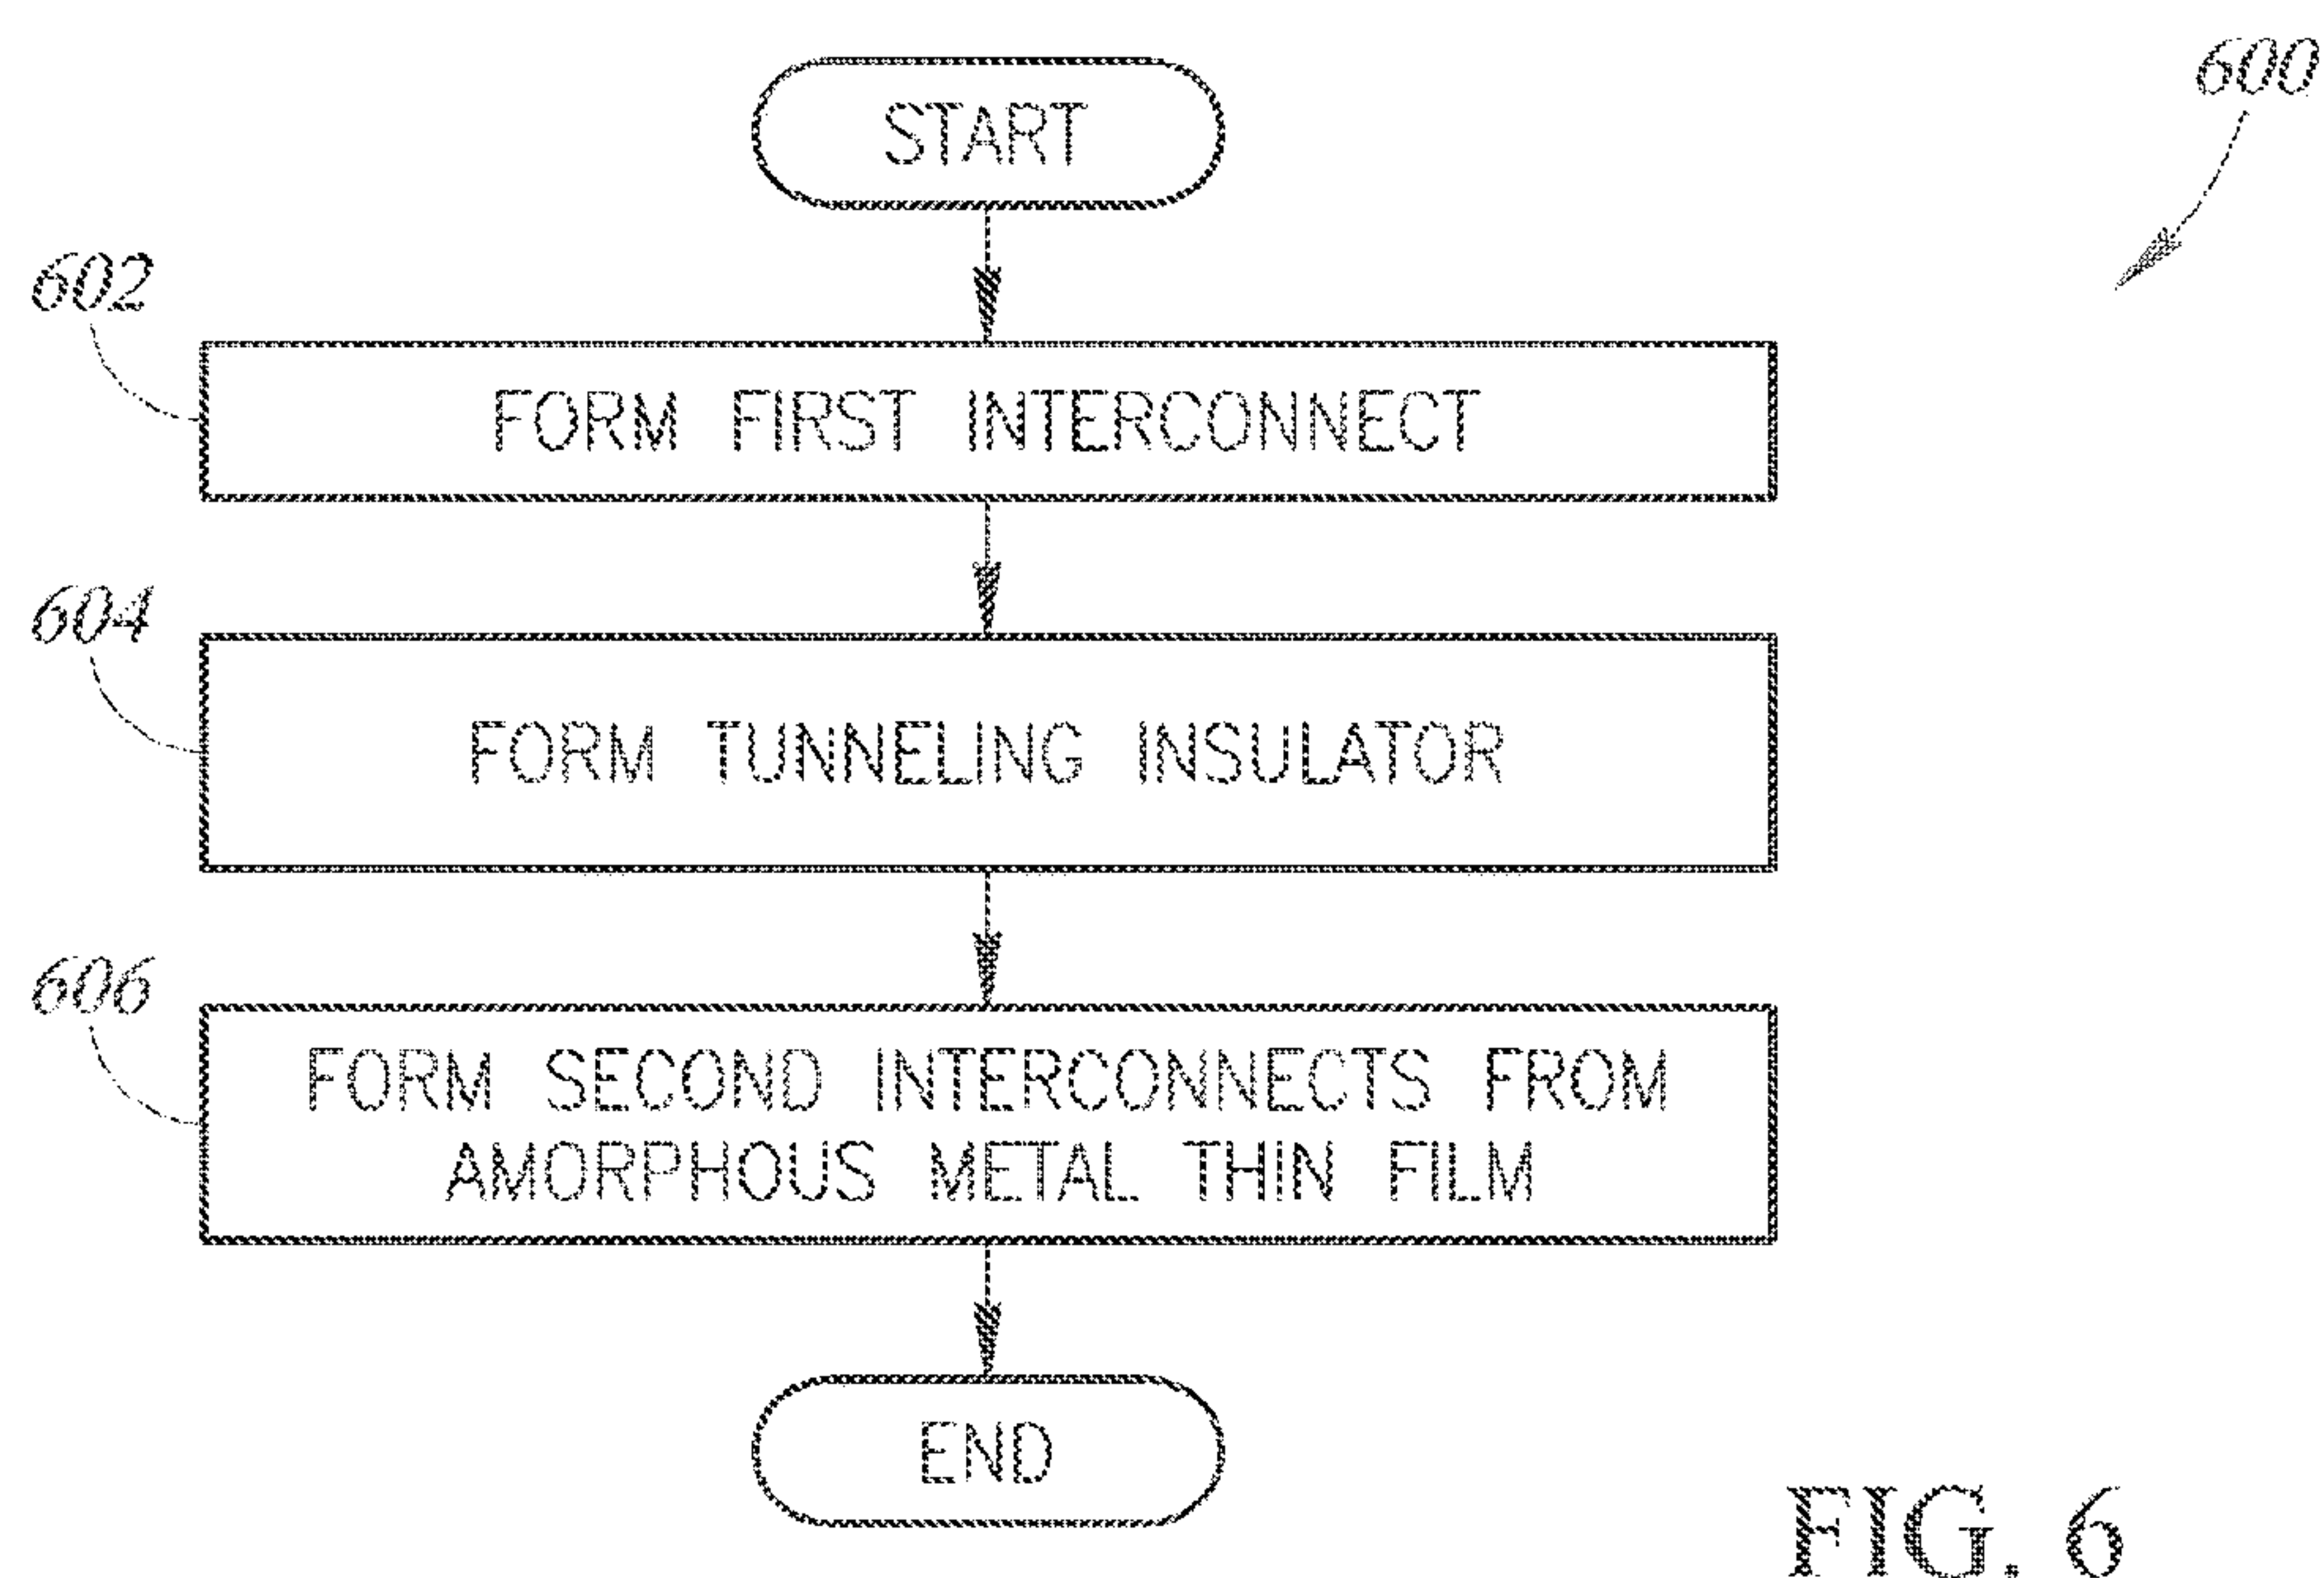 600
START
602
FORM FIRST INTERCONNECT
604
FORM TUNNELING INSULATOR
606
FORM SECOND INTERCONNECTS FROM
AMORPHOUS METAL THIN FILM
END
FIG. 6